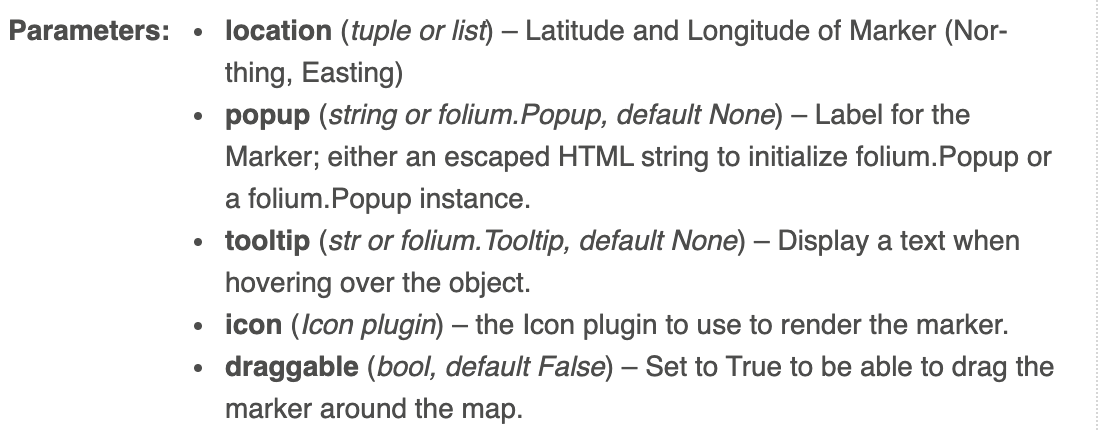 Parameters: • location (tuple or list) – Latitude and Longitude of Marker (Nor-
thing, Easting)
• popup (string or folium.Popup, default None) – Label for the
Marker; either an escaped HTML string to initialize folium.Popup or
a folium.Popup instance.
• tooltip (str or folium.Tooltip, default None) – Display a text when
hovering over the object.
• icon (Icon plugin) – the Icon plugin to use to render the marker.
• draggable (bool, default False) – Set to True to be able to drag the
marker around the map.